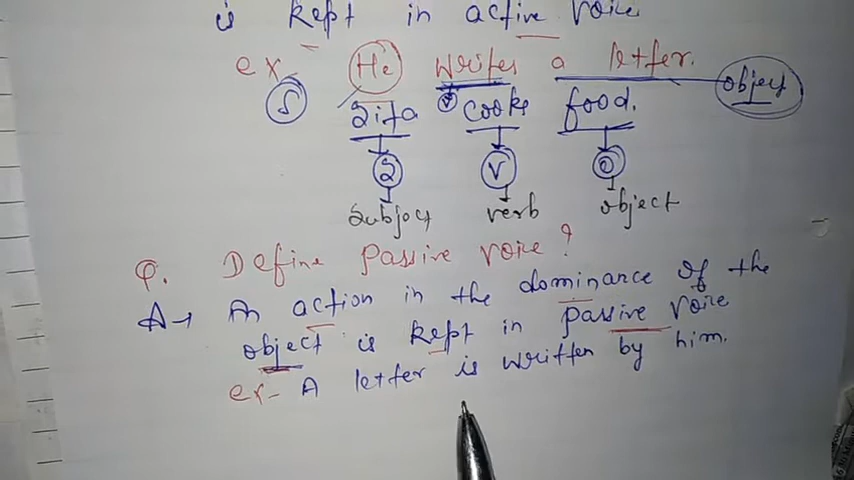 is kept in active voice
ex He writes a letter. object
S Sita V cooks food.
S V O
Subject verb object
Q. Define Passive voice?
A→ An action in the dominance of the
object is kept in passive voice
ex- A letter is written by him.